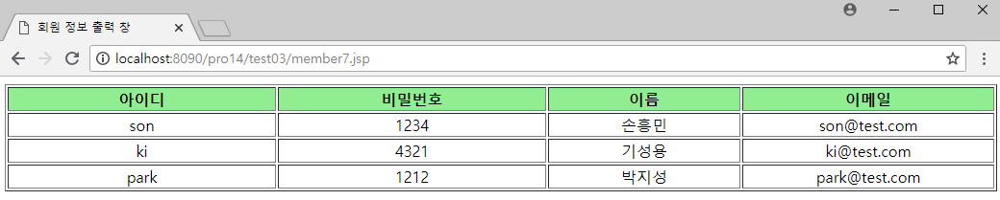 회원 정보 출력 창
localhost:8090/pro14/test03/member7.jsp
아이디 비밀번호 이름 이메일
son 1234 손흥민 son@test.com
ki 4321 기성용 ki@test.com
park 1212 박지성 park@test.com